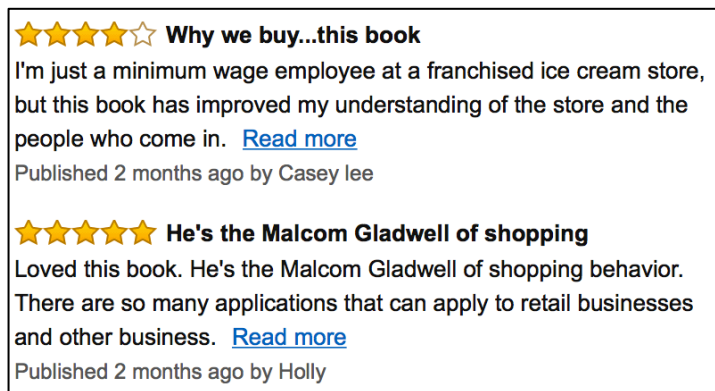 Why we buy...this book
I'm just a minimum wage employee at a franchised ice cream store,
but this book has improved my understanding of the store and the
people who come in. Read more
Published 2 months ago by Casey lee
He's the Malcom Gladwell of shopping
Loved this book. He's the Malcom Gladwell of shopping behavior.
There are so many applications that can apply to retail businesses
and other business. Read more
Published 2 months ago by Holly